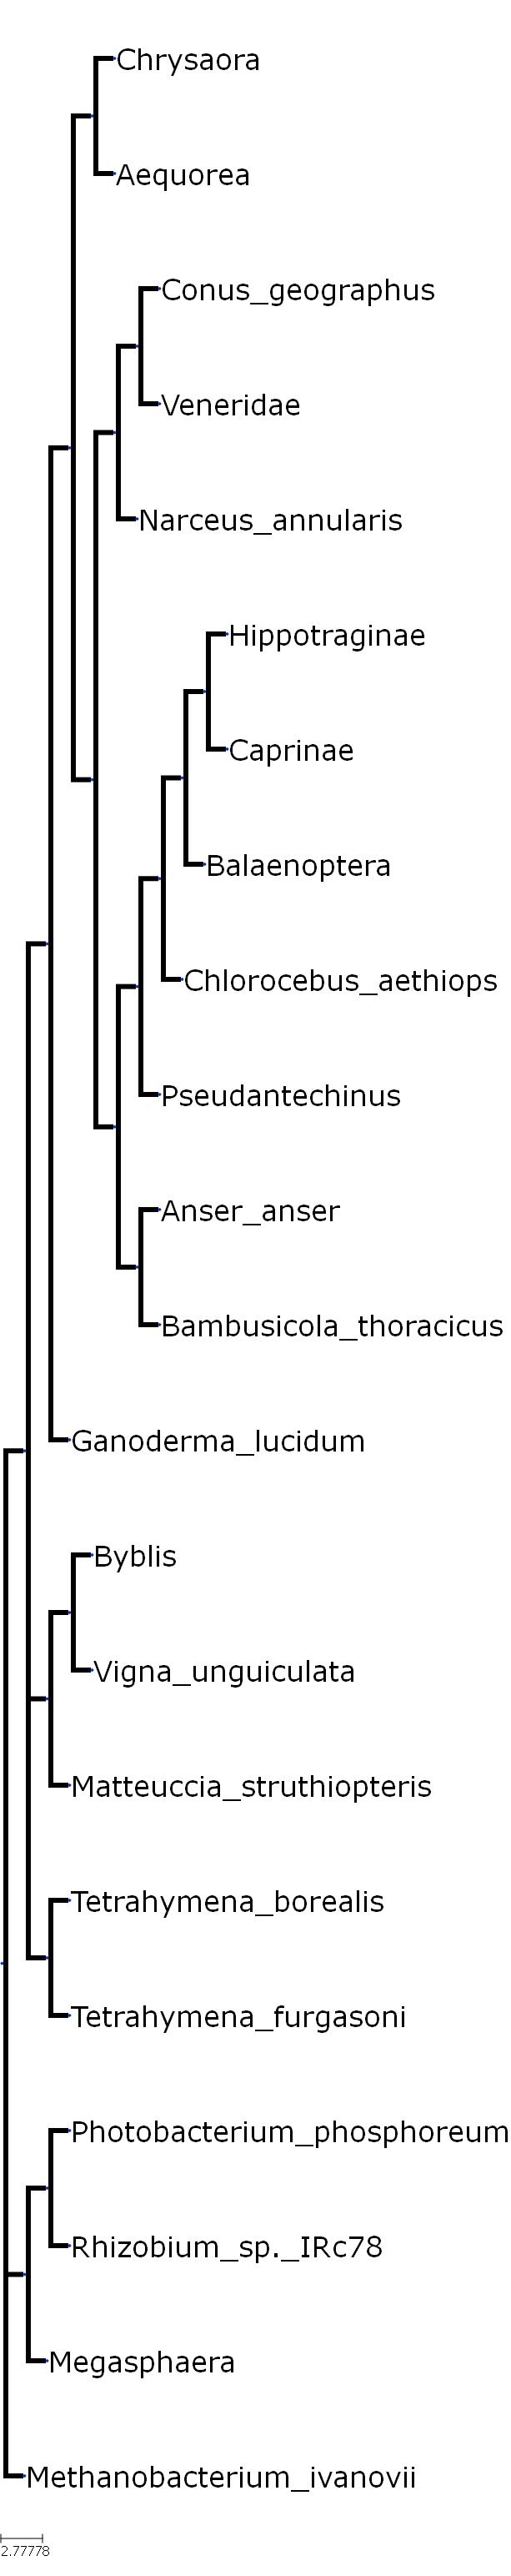 Chrysaora
Aequorea
Conus_geographus
Veneridae
Narceus_annularis
Hippotraginae
Caprinae
Balaenoptera
Chlorocebus_aethiops
Pseudantechinus
Anser_anser
Bambusicola_thoracicus
Ganoderma_lucidum
Byblis
Vigna_unguiculata
Matteuccia_struthiopteris
Tetrahymena_borealis
Tetrahymena_furgasoni
Photobacterium_phosphoreum
Rhizobium_sp._IRc78
Megasphaera
Methanobacterium_ivanovii
2.77778